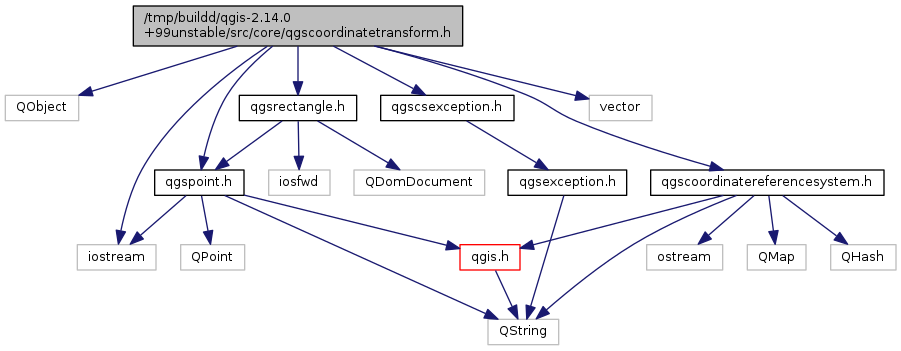 /tmp/buildd/qgis-2.14.0
+99unstable/src/core/qgscoordinatetransform.h
QObject
qgsrectangle.h
qgscsexception.h
vector
qgspoint.h
iosfwd
QDomDocument
qgsexception.h
qgscoordinatereferencesystem.h
iostream
QPoint
qgis.h
ostream
QMap
QHash
QString